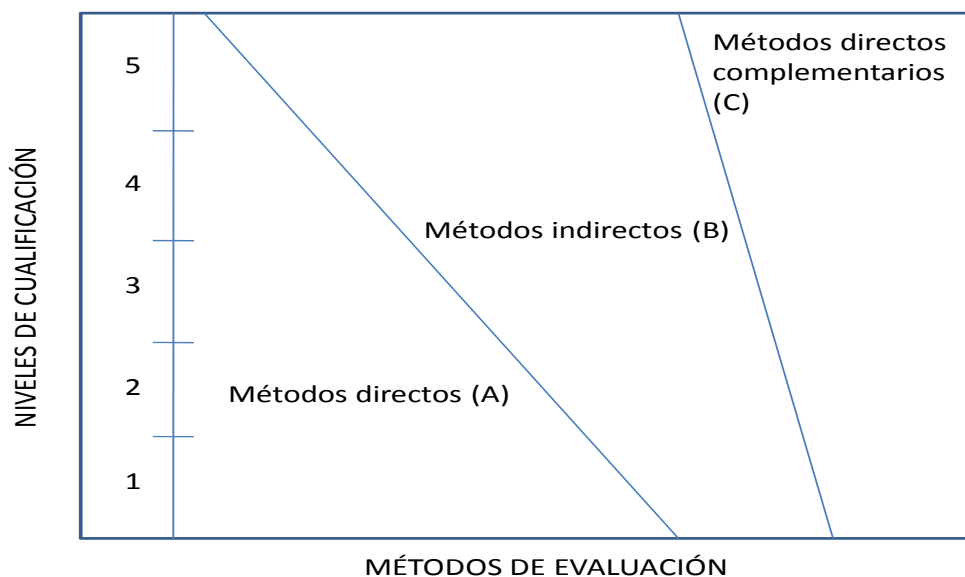 NIVELES DE CUALIFICACIÓN
5
4
3
2
1
Métodos directos
complementarios
(C)
Métodos indirectos (B)
Métodos directos (A)
MÉTODOS DE EVALUACIÓN